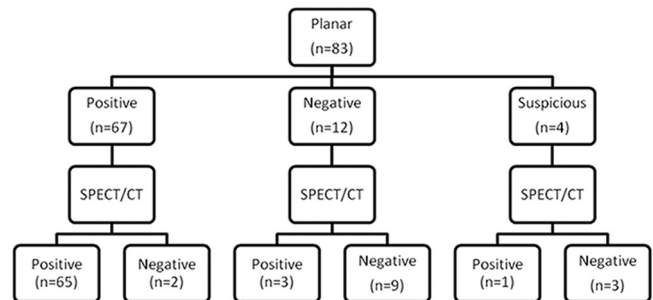 Planar
(n=83)
Positive
(n=67)
Negative
(n=12)
Suspicious
(n=4)
SPECT/CT
SPECT/CT
SPECT/CT
Positive
(n=65)
Negative
(n=2)
Positive
(n=3)
Negative
(n=9)
Positive
(n=1)
Negative
(n=3)